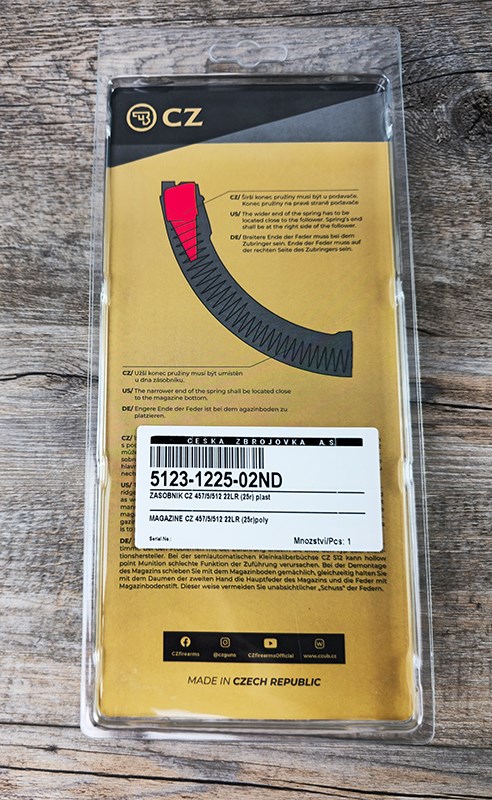 CZ
CZ/ Širší konec pružiny musí být u podavače.
Konec pružiny na pravé straně podavače
US/ The wider end of the spring has to be
located close to the follower. Spring's end
shall be at the right side of the follower.
DE/ Breitere Ende der Feder muss bei dem
Zubringer sein. Ende der Feder muss auf
der rechten Seite des Zubringers sein.
CZ/ Užší konec pružiny musí být umístěn
u dna zásobníku.
US/ The narrower end of the spring shall be located close
to the magazine bottom.
DE/ Engere Ende der Feder ist bei dem agazinboden zu
platzieren.
CESKA ZBROJOVKA A.S.
5123-1225-02ND
ZASOBNIK CZ 457/5/512 22LR (25r) plast
MAGAZINE CZ 457/5/512 22LR (25r)poly
Serial No.:
Mnozstvi/Pcs: 1
CZ/
US/
DE/
tionshersteller. Bei der semiautomatischen Kleinkaliberbüchse CZ 512 kann hollow
point Munition schlechte Funktion der Zuführung verursachen. Bei der Demontage
des Magazins schieben Sie mit dem Magazinboden gemächlich, gleichzeitig halten Sie
mit dem Daumen der zweiten Hand die Hauptfeder des Magazins und die Feder mit
Magazinbodenstift. Dieser weise vermeiden Sie unabsichtlicher „Schuss" der Federn.
CZfirearms
@czguns
CZfirearmsOfficial
www.czub.cz
MADE IN CZECH REPUBLIC